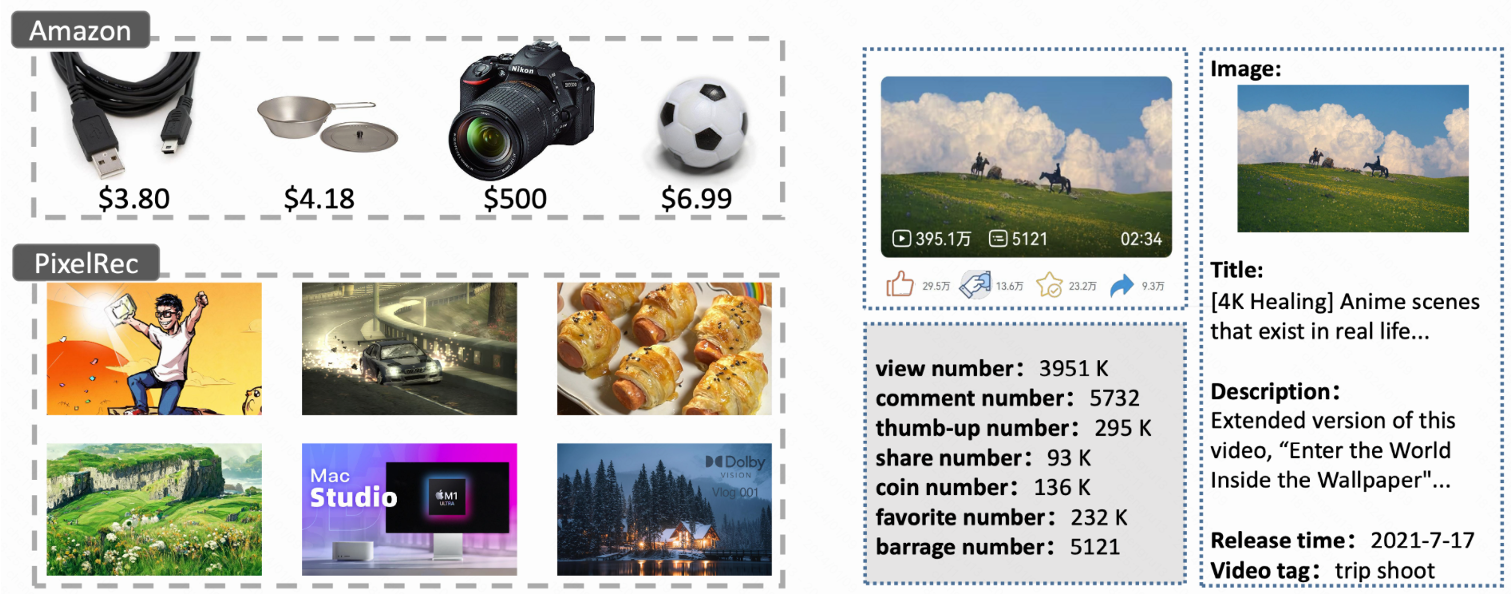 Amazon
Nikon
$3.80
$4.18
$500
$6.99
PixelRec
Mac
Studio
M1
ULTRA
Dolby
VISION
Vlog 001
395.1万
5121
02:34
29.5万
13.6万
23.2万
9.3万
view number： 3951 K
comment number： 5732
thumb-up number： 295 K
share number： 93 K
coin number： 136 K
favorite number： 232 K
barrage number： 5121
Image:
Title:
[4K Healing] Anime scenes
that exist in real life...
Description：
Extended version of this
video, “Enter the World
Inside the Wallpaper"...
Release time： 2021-7-17
Video tag： trip shoot